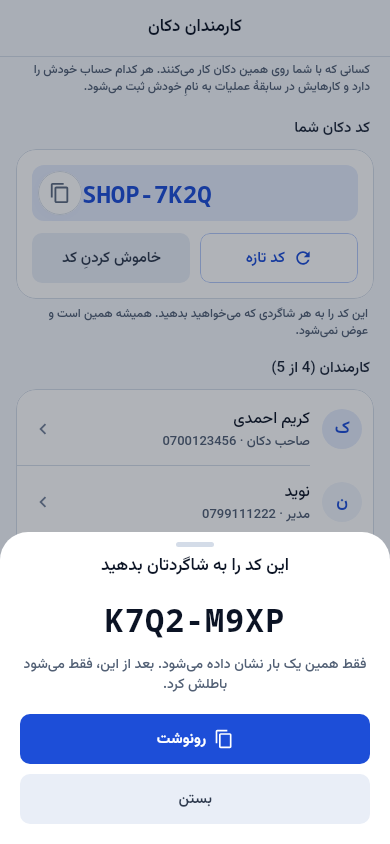 کارمندان دکان
کسانی که با شما روی همین دکان کار می‌کنند. هر کدام حساب خودش را
دارد و کارهایش در سابقهٔ عملیات به نامِ خودش ثبت می‌شود.
کد دکان شما
SHOP-7K2Q
کد تازه
خاموش کردنِ کد
این کد را به هر شاگردی که می‌خواهید بدهید. همیشه همین است و
عوض نمی‌شود.
کارمندان (4 از 5)
ک
کریم احمدی
صاحب دکان · 0700123456
ن
نوید
مدیر · 0799111222
این کد را به شاگردتان بدهید
K7Q2-M9XP
فقط همین یک بار نشان داده می‌شود. بعد از این، فقط می‌شود
باطلش کرد.
رونوشت
بستن